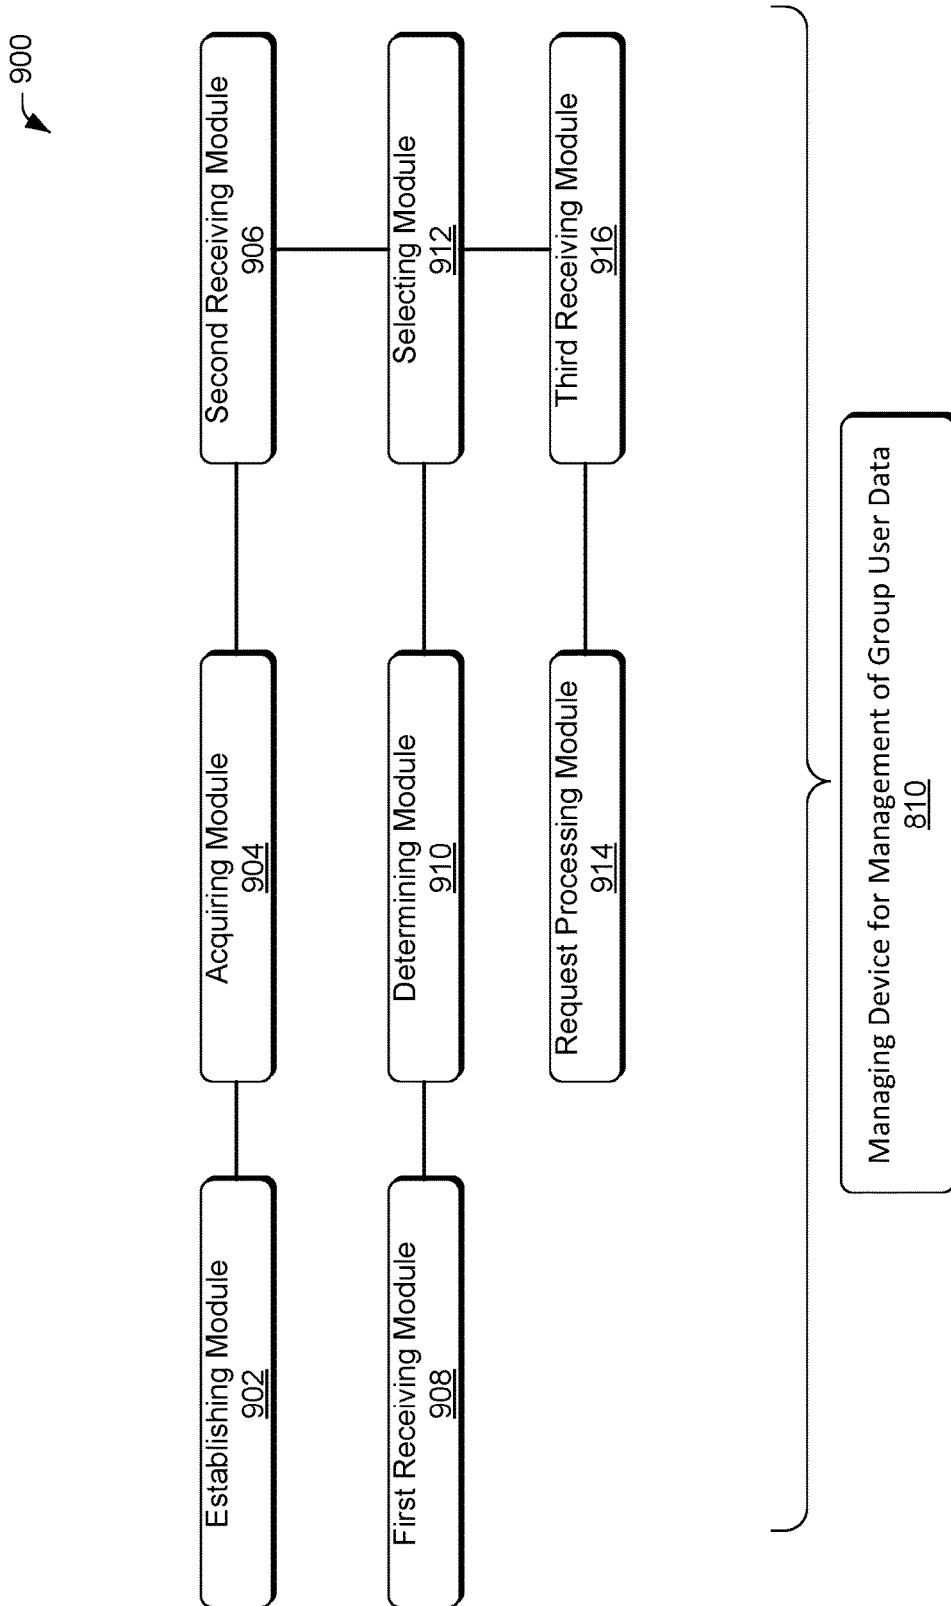 900
Establishing Module
902
Acquiring Module
904
Second Receiving Module
906
First Receiving Module
908
Determining Module
910
Selecting Module
912
Request Processing Module
914
Third Receiving Module
916
Managing Device for Management of Group User Data
810